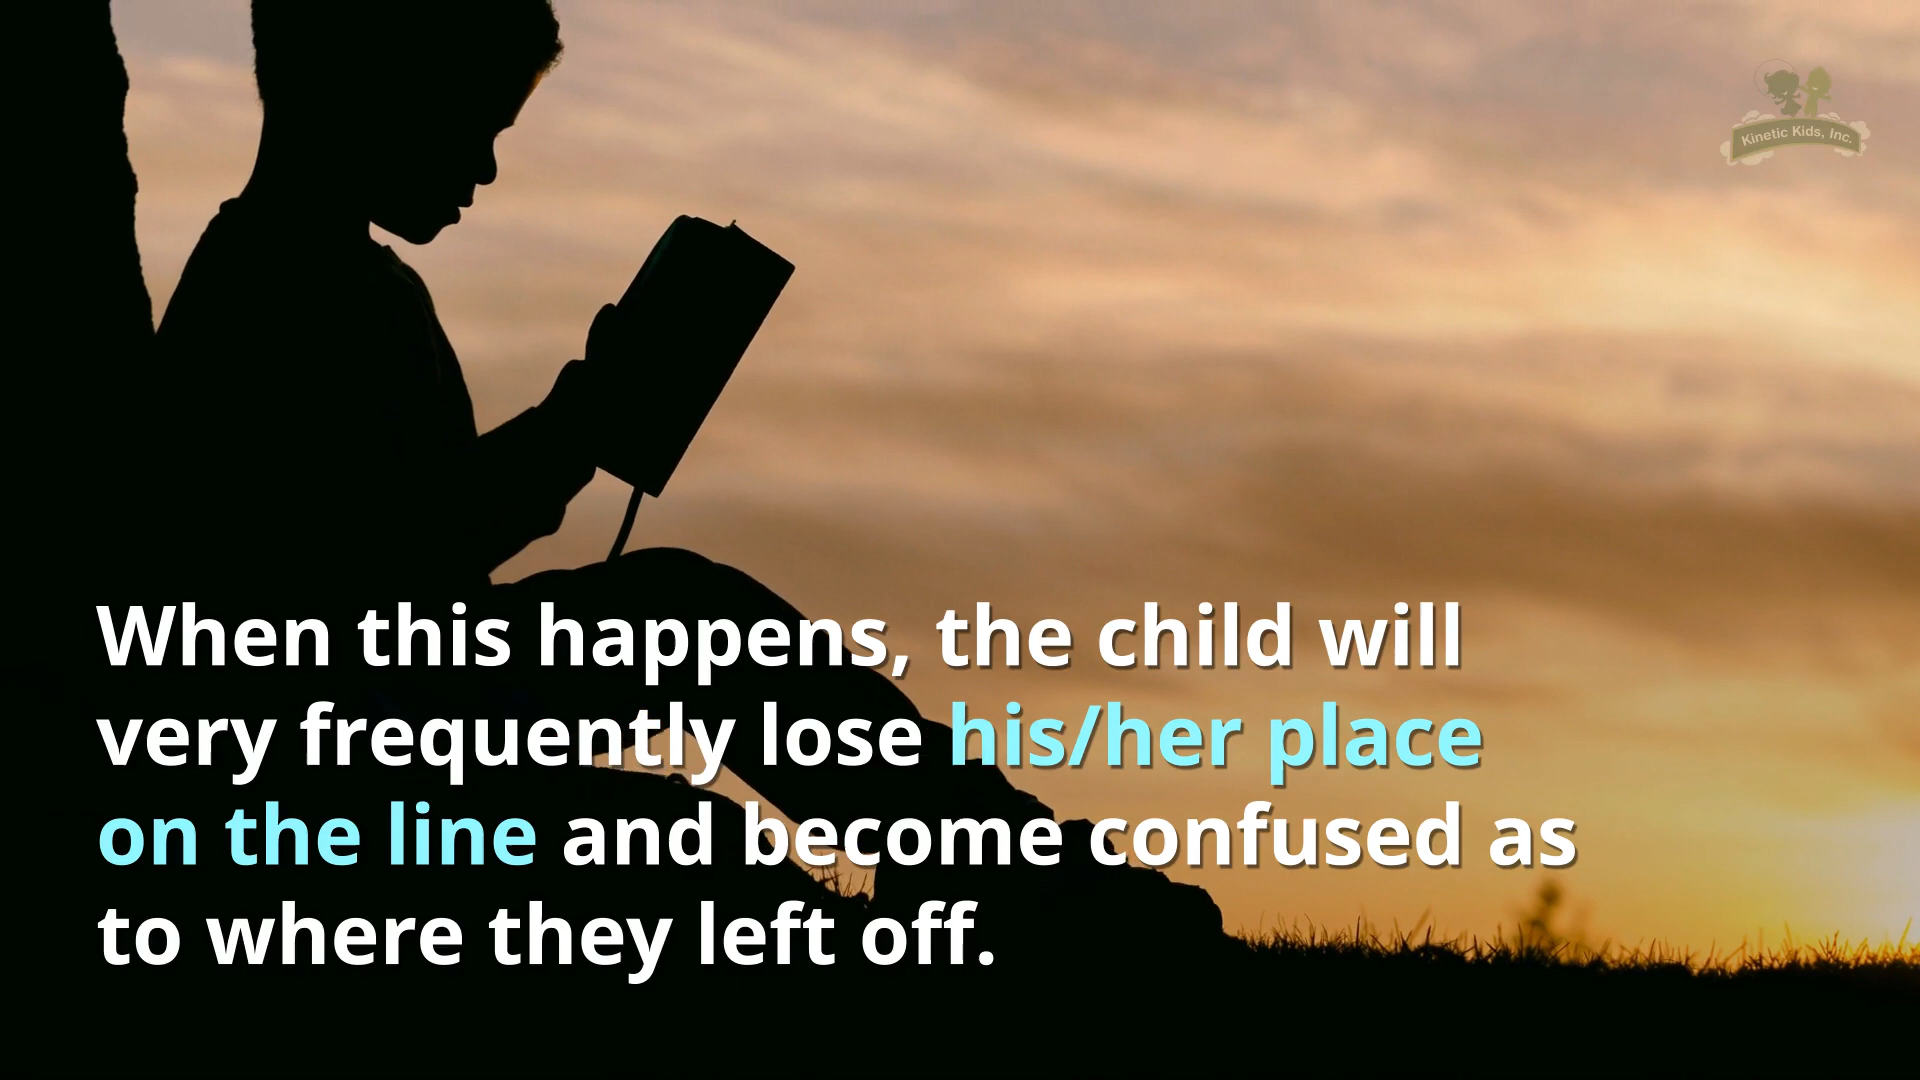 Kinetic Kids, Inc.
When this happens, the child will
very frequently lose his/her place
on the line and become confused as
to where they left off.